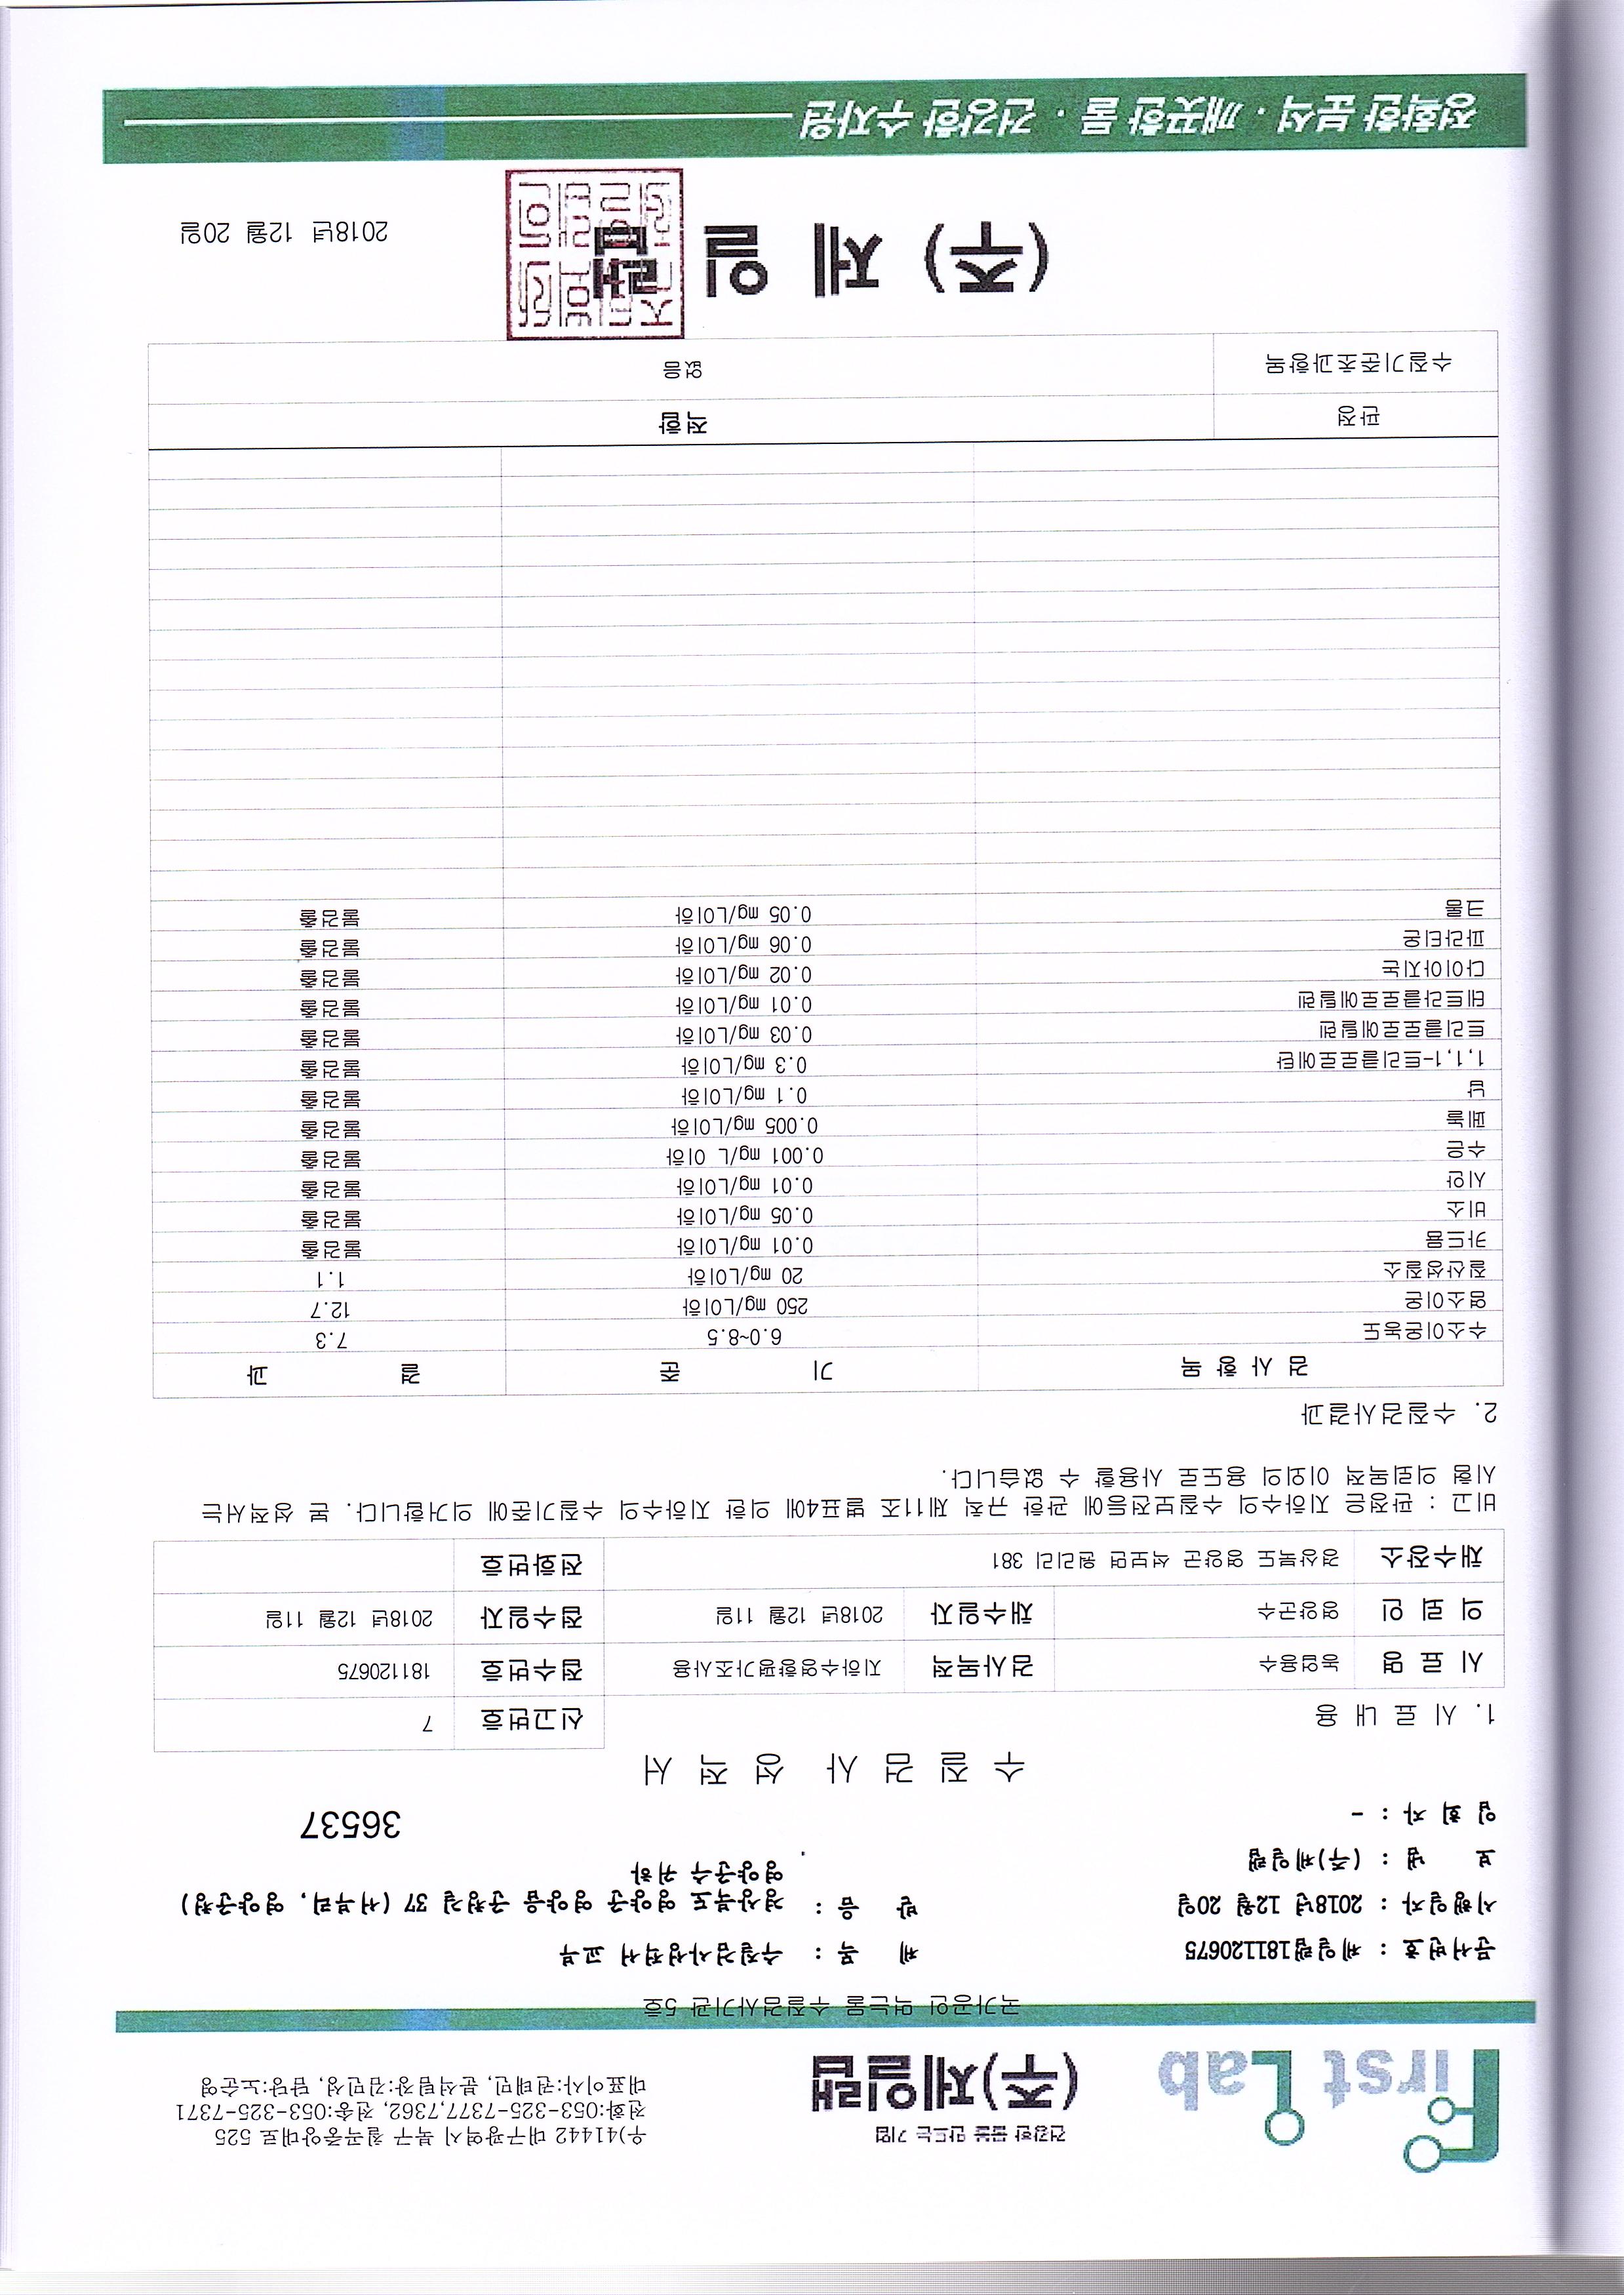 First Lab
건강한 물을 만드는 기업
(주)제일랩
우)41442 대구광역시 북구 칠곡중앙대로 525
전화:053-325-7377,7362, 전송:053-325-7371
대표이사:권태민, 분석팀장:김민성, 담당:노순영
국가공인 먹는물 수질검사기관 5호
문서번호 : 제일랩181120675
제 목 : 수질검사성적서 교부
시행일자 : 2018년 12월 20일
받 음 : 경상북도 영양군 영양읍 군청길 37 (서부리, 영양군청)
영양군수 귀하
보 냄 : (주)제일랩
입 회 자 : -
36537
수 질 검 사 성 적 서
1. 시 료 내 용
신고번호 7
시 료 명 농업용수 검사목적 지하수영향평가조사용 접수번호 181120675
의 뢰 인 영양군수 채수일자 2018년 12월 11일 접수일자 2018년 12월 11일
채수장소 경상북도 영양군 석보면 원리리 381 전화번호
비고 : 판정은 지하수의 수질보전등에 관한 규칙 제11조 별표4에 의한 지하수의 수질기준에 의거합니다. 본 성적서는
시험 의뢰목적 이외의 용도로 사용할 수 없습니다.
2. 수질검사결과
검 사 항 목 기 준 결 과
수소이온농도 6.0~8.5 7.3
염소이온 250 mg/L이하 12.7
질산성질소 20 mg/L이하 1.1
카드뮴 0.01 mg/L이하 불검출
비소 0.05 mg/L이하 불검출
시안 0.01 mg/L이하 불검출
수은 0.001 mg/L 이하 불검출
페놀 0.005 mg/L이하 불검출
납 0.1 mg/L이하 불검출
1,1,1-트리클로로에탄 0.3 mg/L이하 불검출
트리클로로에틸렌 0.03 mg/L이하 불검출
테트라클로로에틸렌 0.01 mg/L이하 불검출
다이아지논 0.02 mg/L이하 불검출
파라티온 0.06 mg/L이하 불검출
크롬 0.05 mg/L이하 불검출
판정 적합
수질기준초과항목 없음
(주) 제 일 랩
2018년 12월 20일
정확한 분석 · 깨끗한 물 · 건강한 수자원